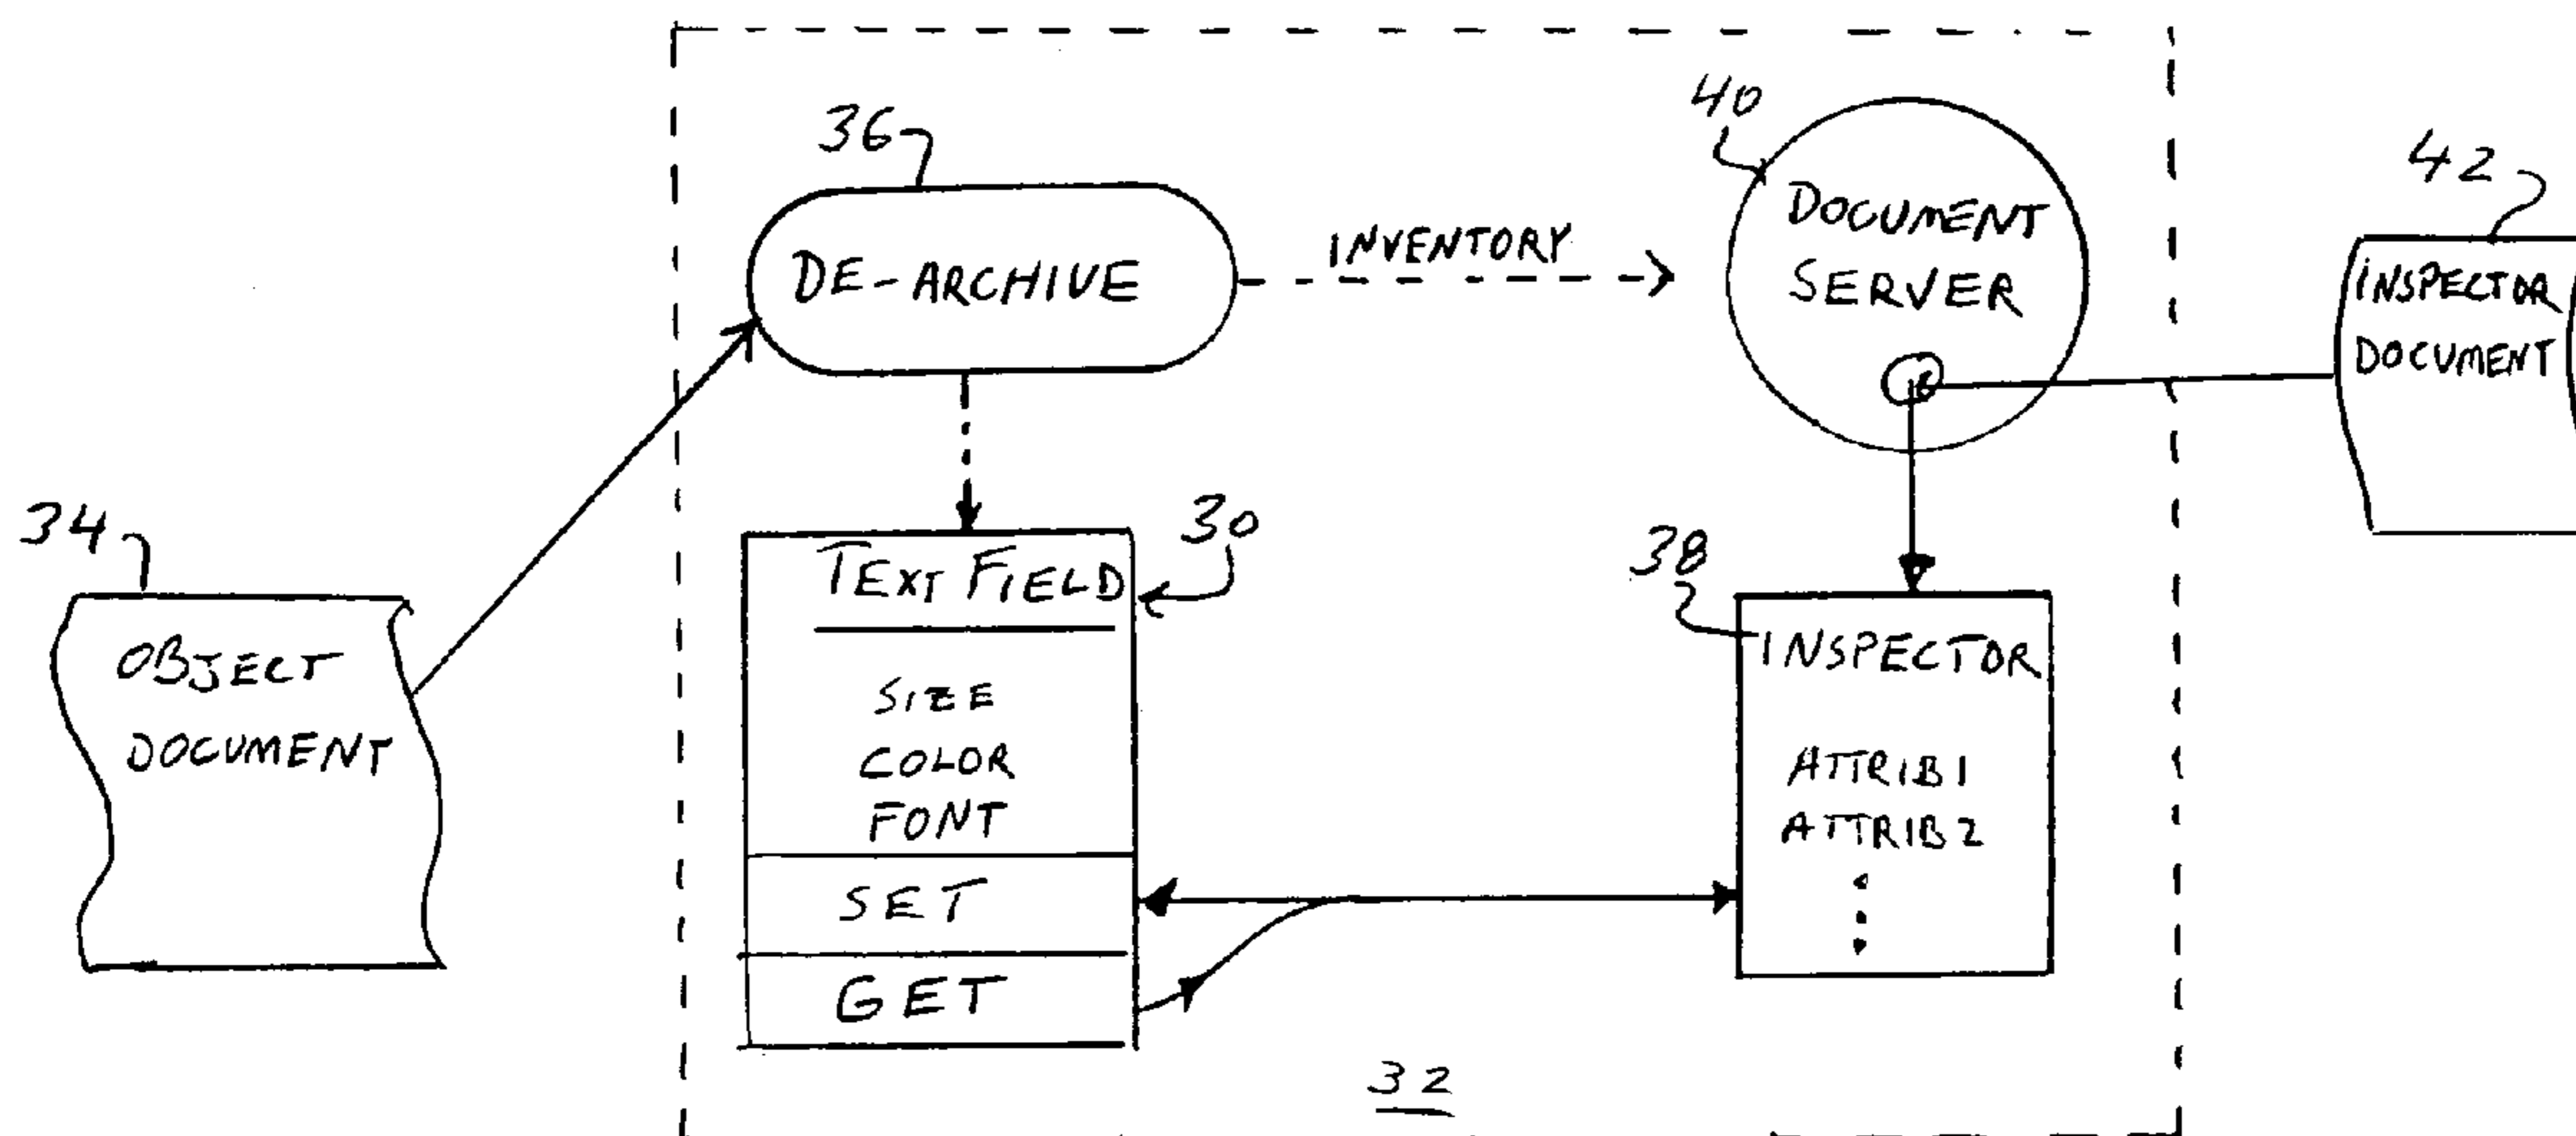 36
DE-ARCHIVE
INVENTORY
40
DOCUMENT
SERVER
42
INSPECTOR
DOCUMENT
34
OBJECT
DOCUMENT
30
TEXT FIELD
SIZE
COLOR
FONT
SET
GET
38
INSPECTOR
ATTRIB1
ATTRIB2
32